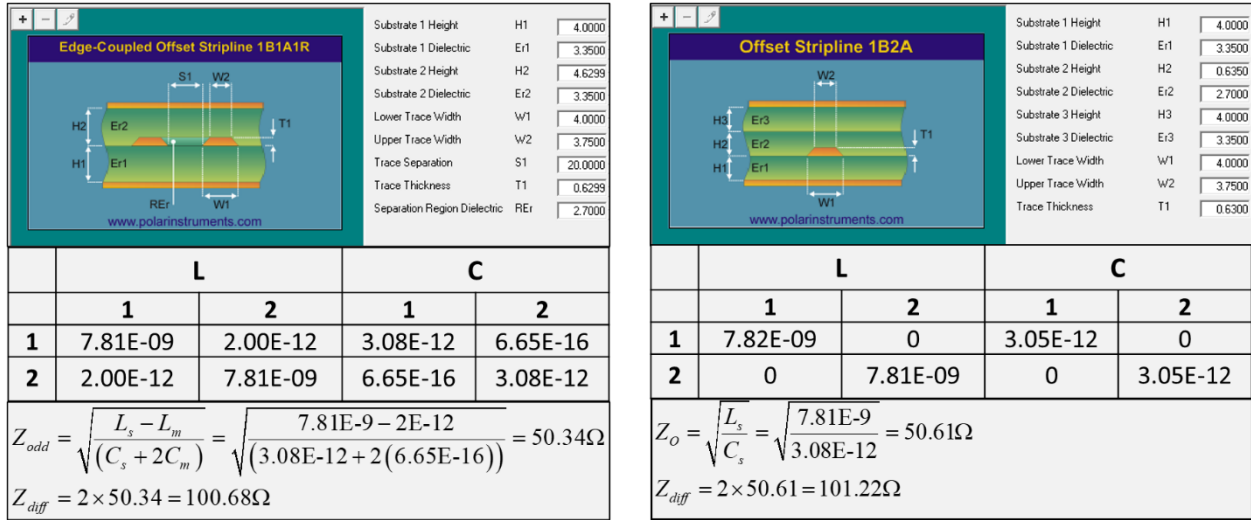 + −
Edge-Coupled Offset Stripline 1B1A1R
S1 W2
H2 Er2 T1
H1 Er1
REr W1
www.polarinstruments.com
Substrate 1 Height H1 4.0000
Substrate 1 Dielectric Er1 3.3500
Substrate 2 Height H2 4.6299
Substrate 2 Dielectric Er2 3.3500
Lower Trace Width W1 4.0000
Upper Trace Width W2 3.7500
Trace Separation S1 20.0000
Trace Thickness T1 0.6299
Separation Region Dielectric REr 2.7000
L C
1 2 1 2
1 7.81E-09 2.00E-12 3.08E-12 6.65E-16
2 2.00E-12 7.81E-09 6.65E-16 3.08E-12
Z_odd = √(L_s − L_m / (C_s + 2C_m)) = √(7.81E-9 − 2E-12 / (3.08E-12 + 2(6.65E-16))) = 50.34Ω
Z_diff = 2 × 50.34 = 100.68Ω
+ −
Offset Stripline 1B2A
W2
H3 Er3
H2 Er2 T1
H1 Er1
W1
www.polarinstruments.com
Substrate 1 Height H1 4.0000
Substrate 1 Dielectric Er1 3.3500
Substrate 2 Height H2 0.6350
Substrate 2 Dielectric Er2 2.7000
Substrate 3 Height H3 4.0000
Substrate 3 Dielectric Er3 3.3500
Lower Trace Width W1 4.0000
Upper Trace Width W2 3.7500
Trace Thickness T1 0.6300
L C
1 2 1 2
1 7.82E-09 0 3.05E-12 0
2 0 7.81E-09 0 3.05E-12
Z_O = √(L_s / C_s) = √(7.81E-9 / 3.08E-12) = 50.61Ω
Z_diff = 2 × 50.61 = 101.22Ω